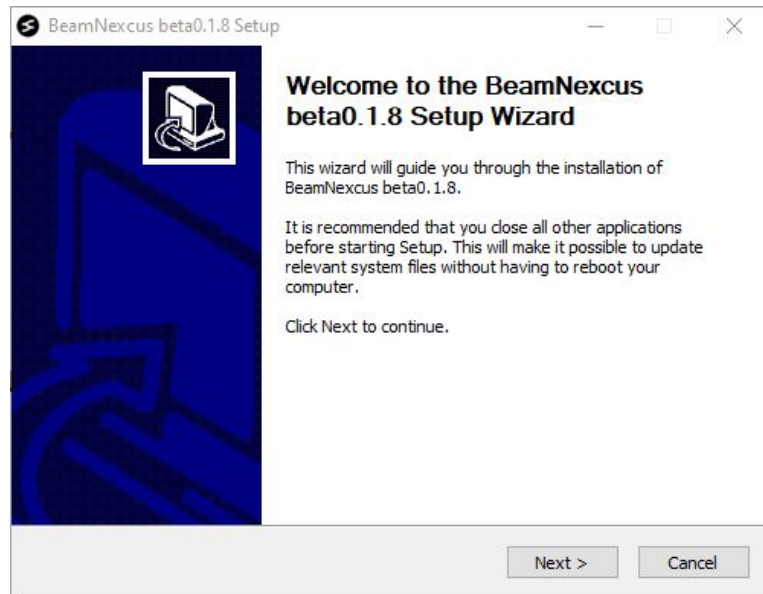 BeamNexcus beta0.1.8 Setup
Welcome to the BeamNexcus
beta0.1.8 Setup Wizard
This wizard will guide you through the installation of
BeamNexcus beta0.1.8.
It is recommended that you close all other applications
before starting Setup. This will make it possible to update
relevant system files without having to reboot your
computer.
Click Next to continue.
Next >
Cancel